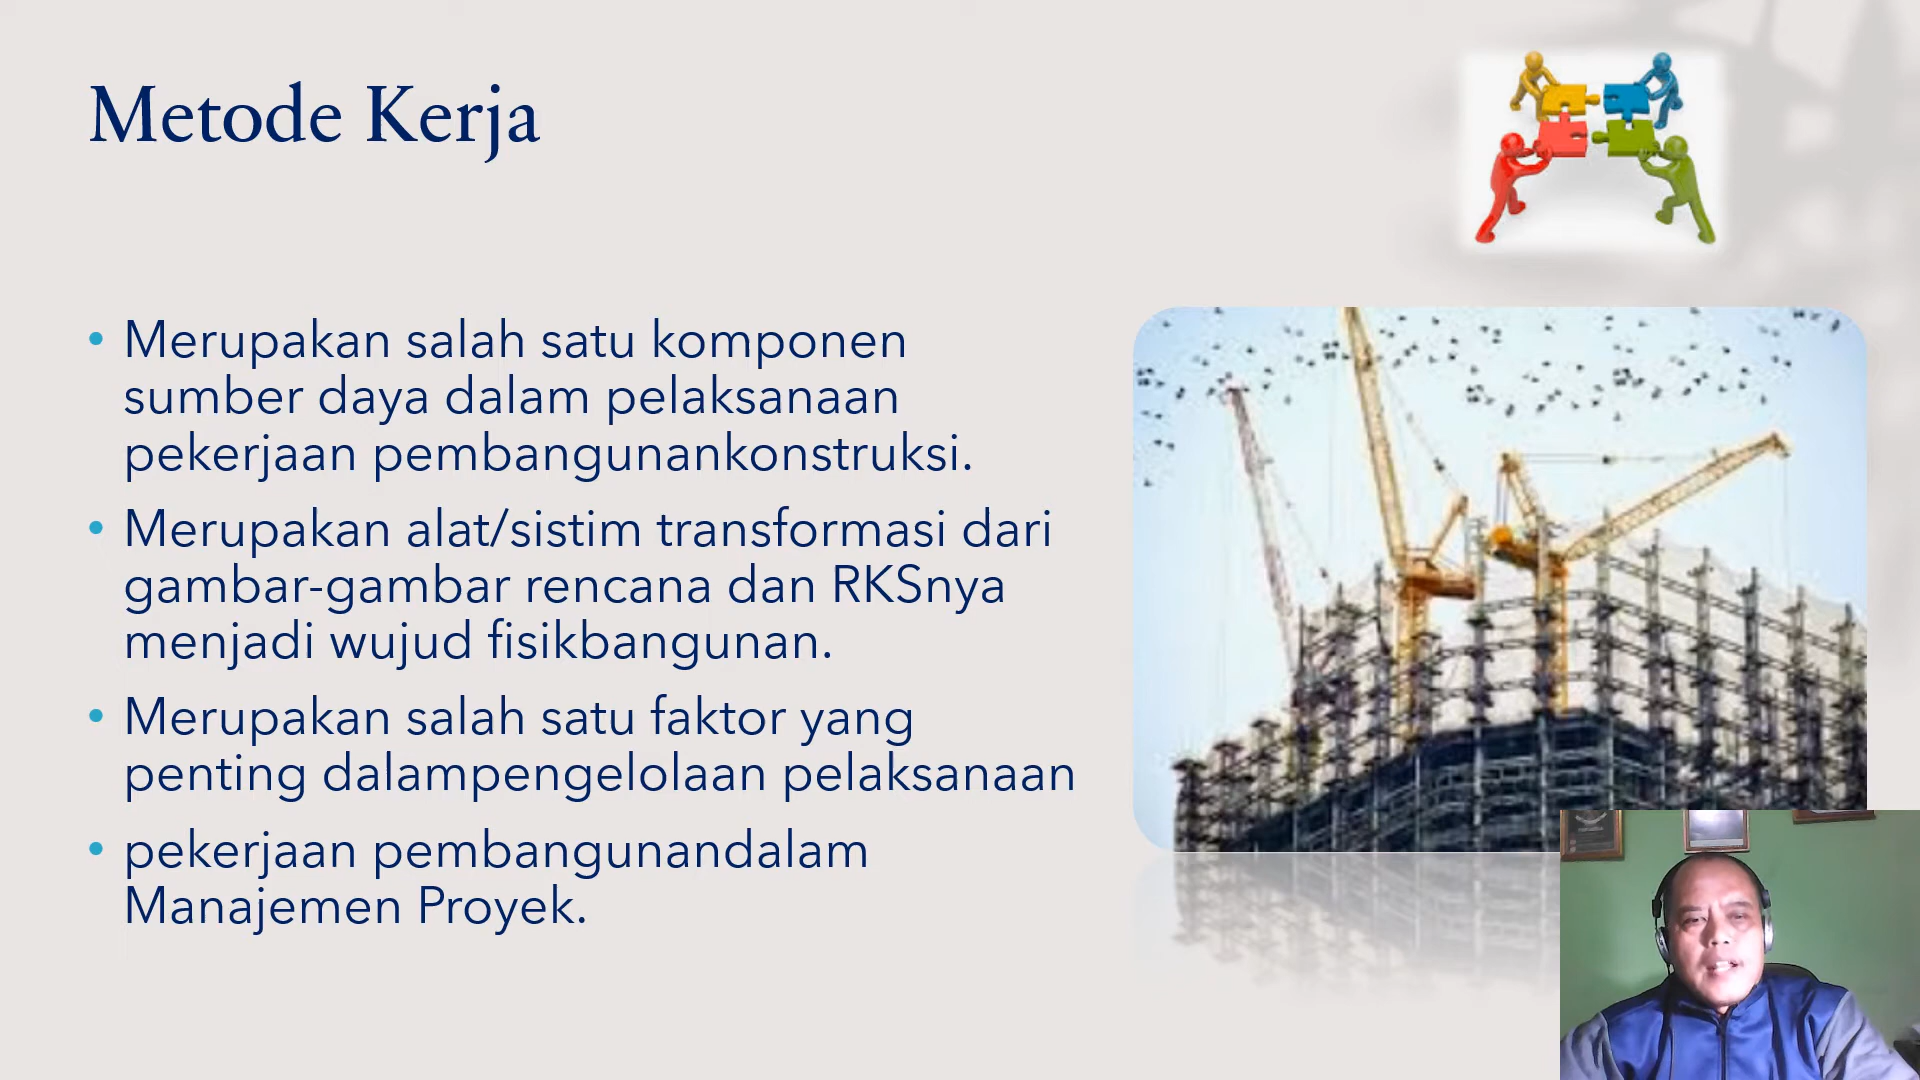 Metode Kerja
• Merupakan salah satu komponen
sumber daya dalam pelaksanaan
pekerjaan pembangunankonstruksi.
• Merupakan alat/sistim transformasi dari
gambar-gambar rencana dan RKSnya
menjadi wujud fisikbangunan.
• Merupakan salah satu faktor yang
penting dalampengelolaan pelaksanaan
• pekerjaan pembangunandalam
Manajemen Proyek.